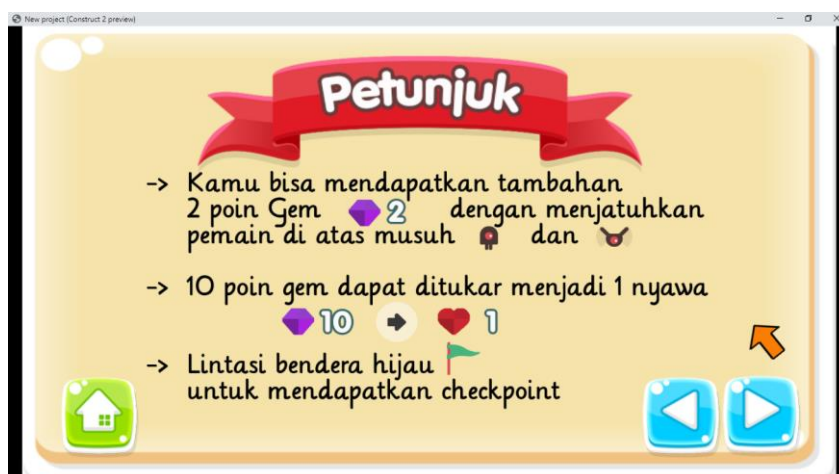 New project (Construct 2 preview)
Petunjuk
-> Kamu bisa mendapatkan tambahan
2 poin Gem 2 dengan menjatuhkan
pemain di atas musuh dan
-> 10 poin gem dapat ditukar menjadi 1 nyawa
10 1
-> Lintasi bendera hijau
untuk mendapatkan checkpoint